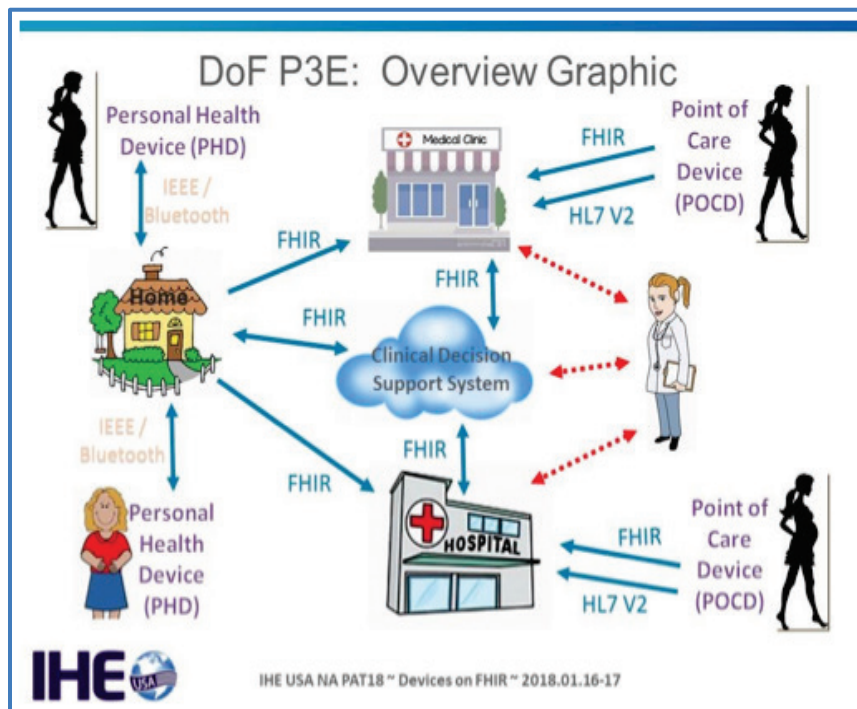 DoF P3E: Overview Graphic
Personal Health
Device (PHD)
IEEE /
Bluetooth
Medical Clinic
FHIR
HL7 V2
Point of
Care
Device
(POCD)
FHIR
FHIR
Home
FHIR
Clinical Decision
Support System
IEEE /
Bluetooth
FHIR
FHIR
Personal
Health
Device
(PHD)
HOSPITAL
FHIR
HL7 V2
Point of
Care
Device
(POCD)
IHE
USA
IHE USA NA PAT18 ~ Devices on FHIR ~ 2018.01.16-17